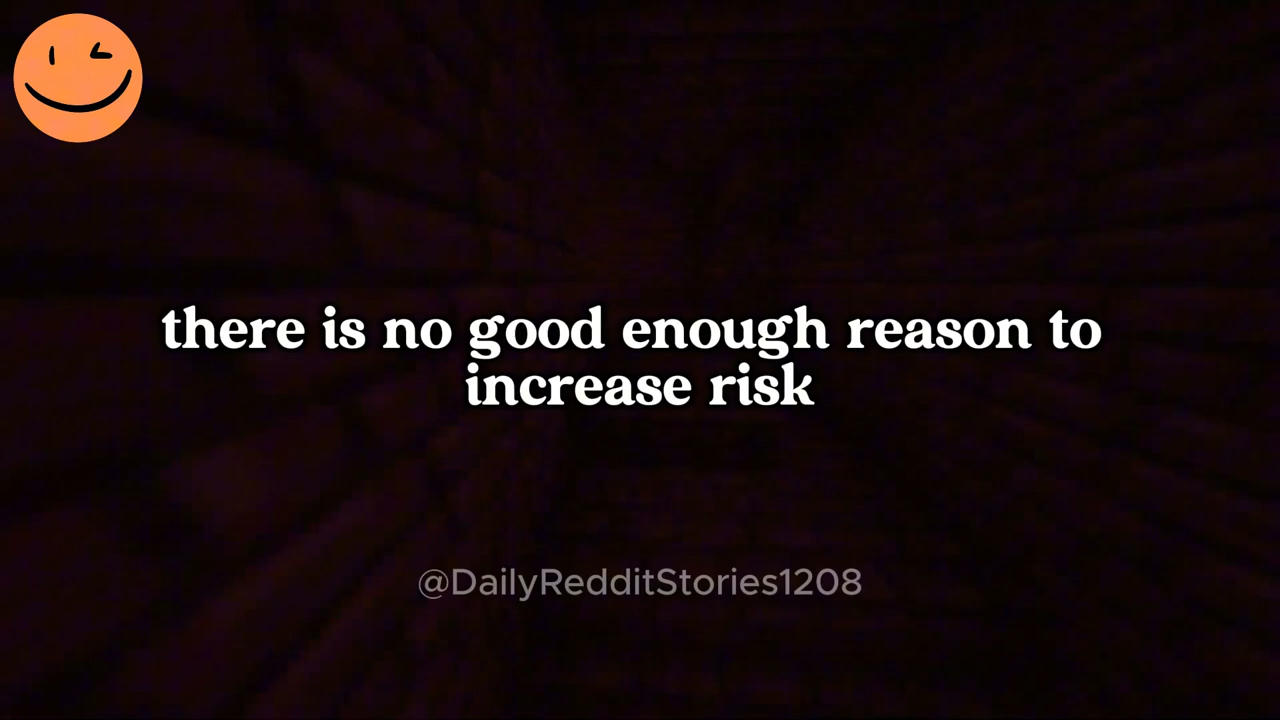 there is no good enough reason to
increase risk
@DailyRedditStories1208